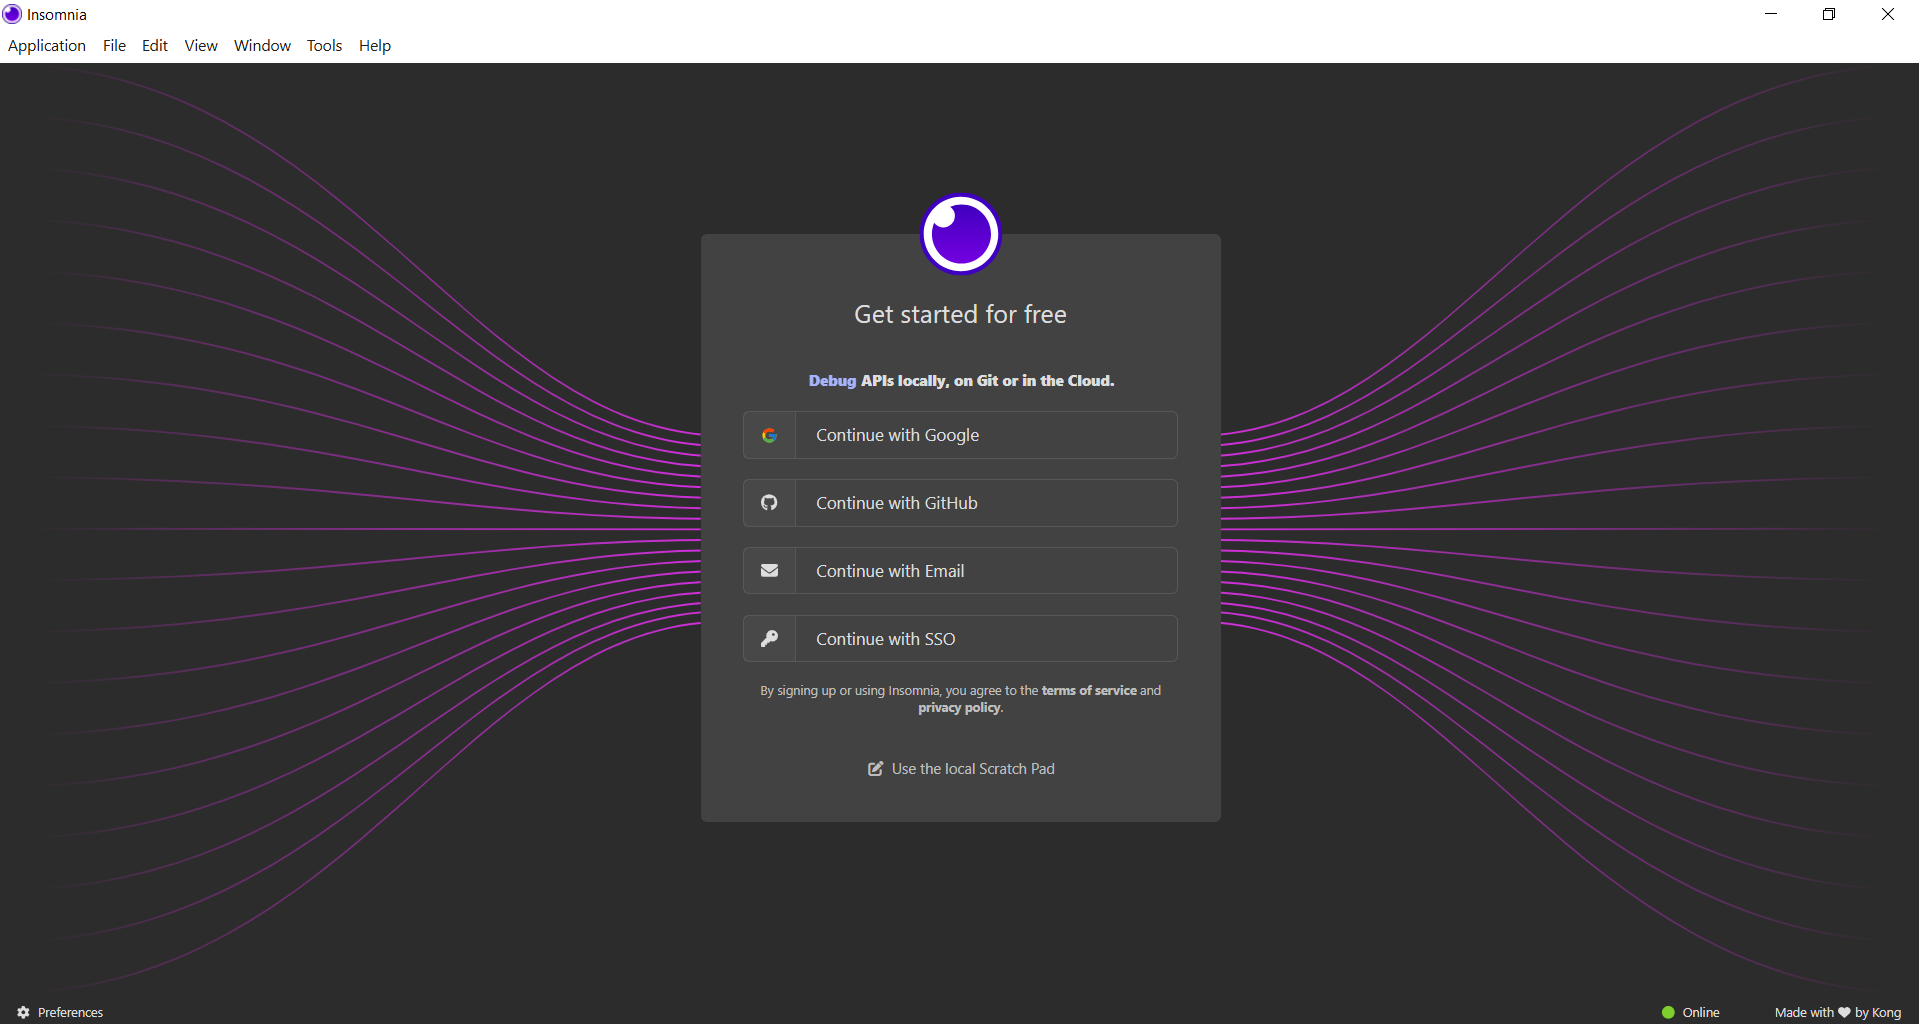 Insomnia
Application File Edit View Window Tools Help
Get started for free
Debug APIs locally, on Git or in the Cloud.
Continue with Google
Continue with GitHub
Continue with Email
Continue with SSO
By signing up or using Insomnia, you agree to the terms of service and
privacy policy.
Use the local Scratch Pad
Preferences
Online
Made with ♥ by Kong